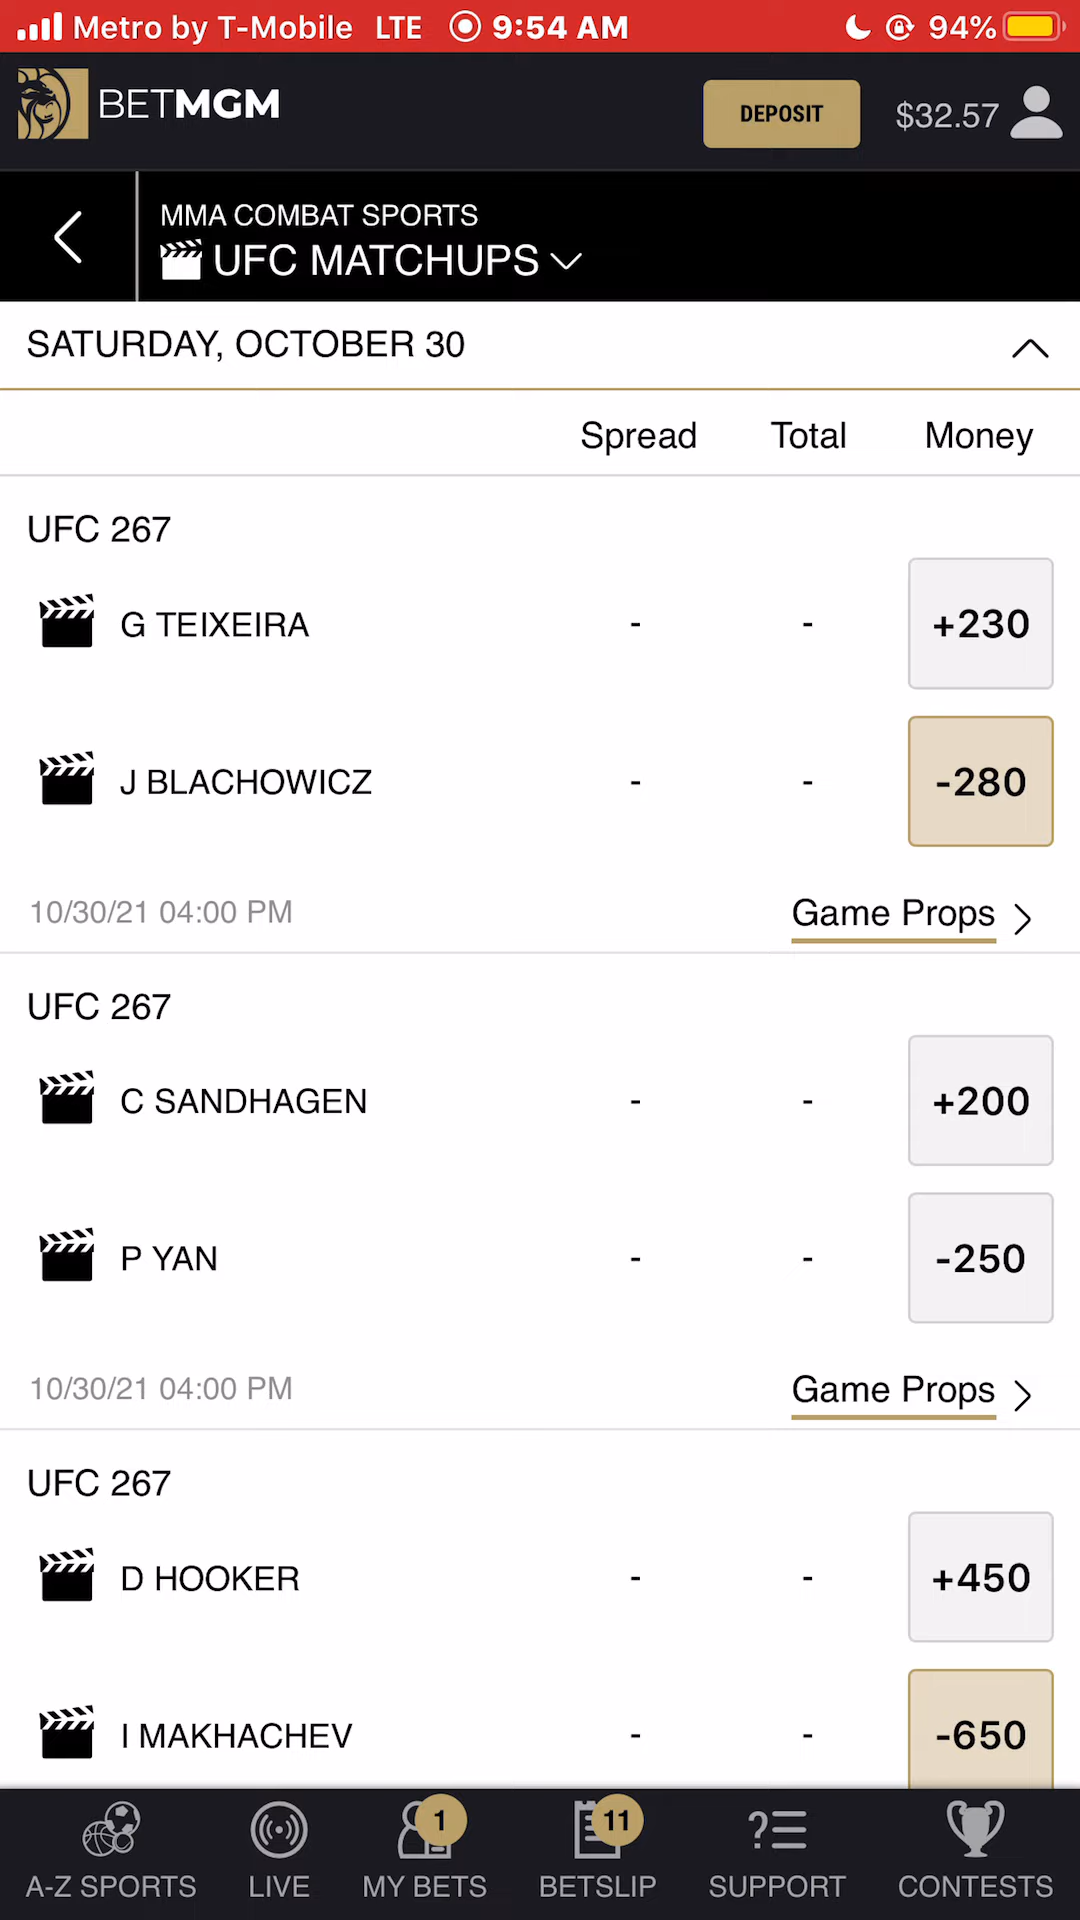 Metro by T-Mobile LTE 9:54 AM 94%
BETMGM DEPOSIT $32.57
MMA COMBAT SPORTS
UFC MATCHUPS
SATURDAY, OCTOBER 30
Spread Total Money
UFC 267
G TEIXEIRA - - +230
J BLACHOWICZ - - -280
10/30/21 04:00 PM Game Props
UFC 267
C SANDHAGEN - - +200
P YAN - - -250
10/30/21 04:00 PM Game Props
UFC 267
D HOOKER - - +450
I MAKHACHEV - - -650
1 11
A-Z SPORTS LIVE MY BETS BETSLIP SUPPORT CONTESTS